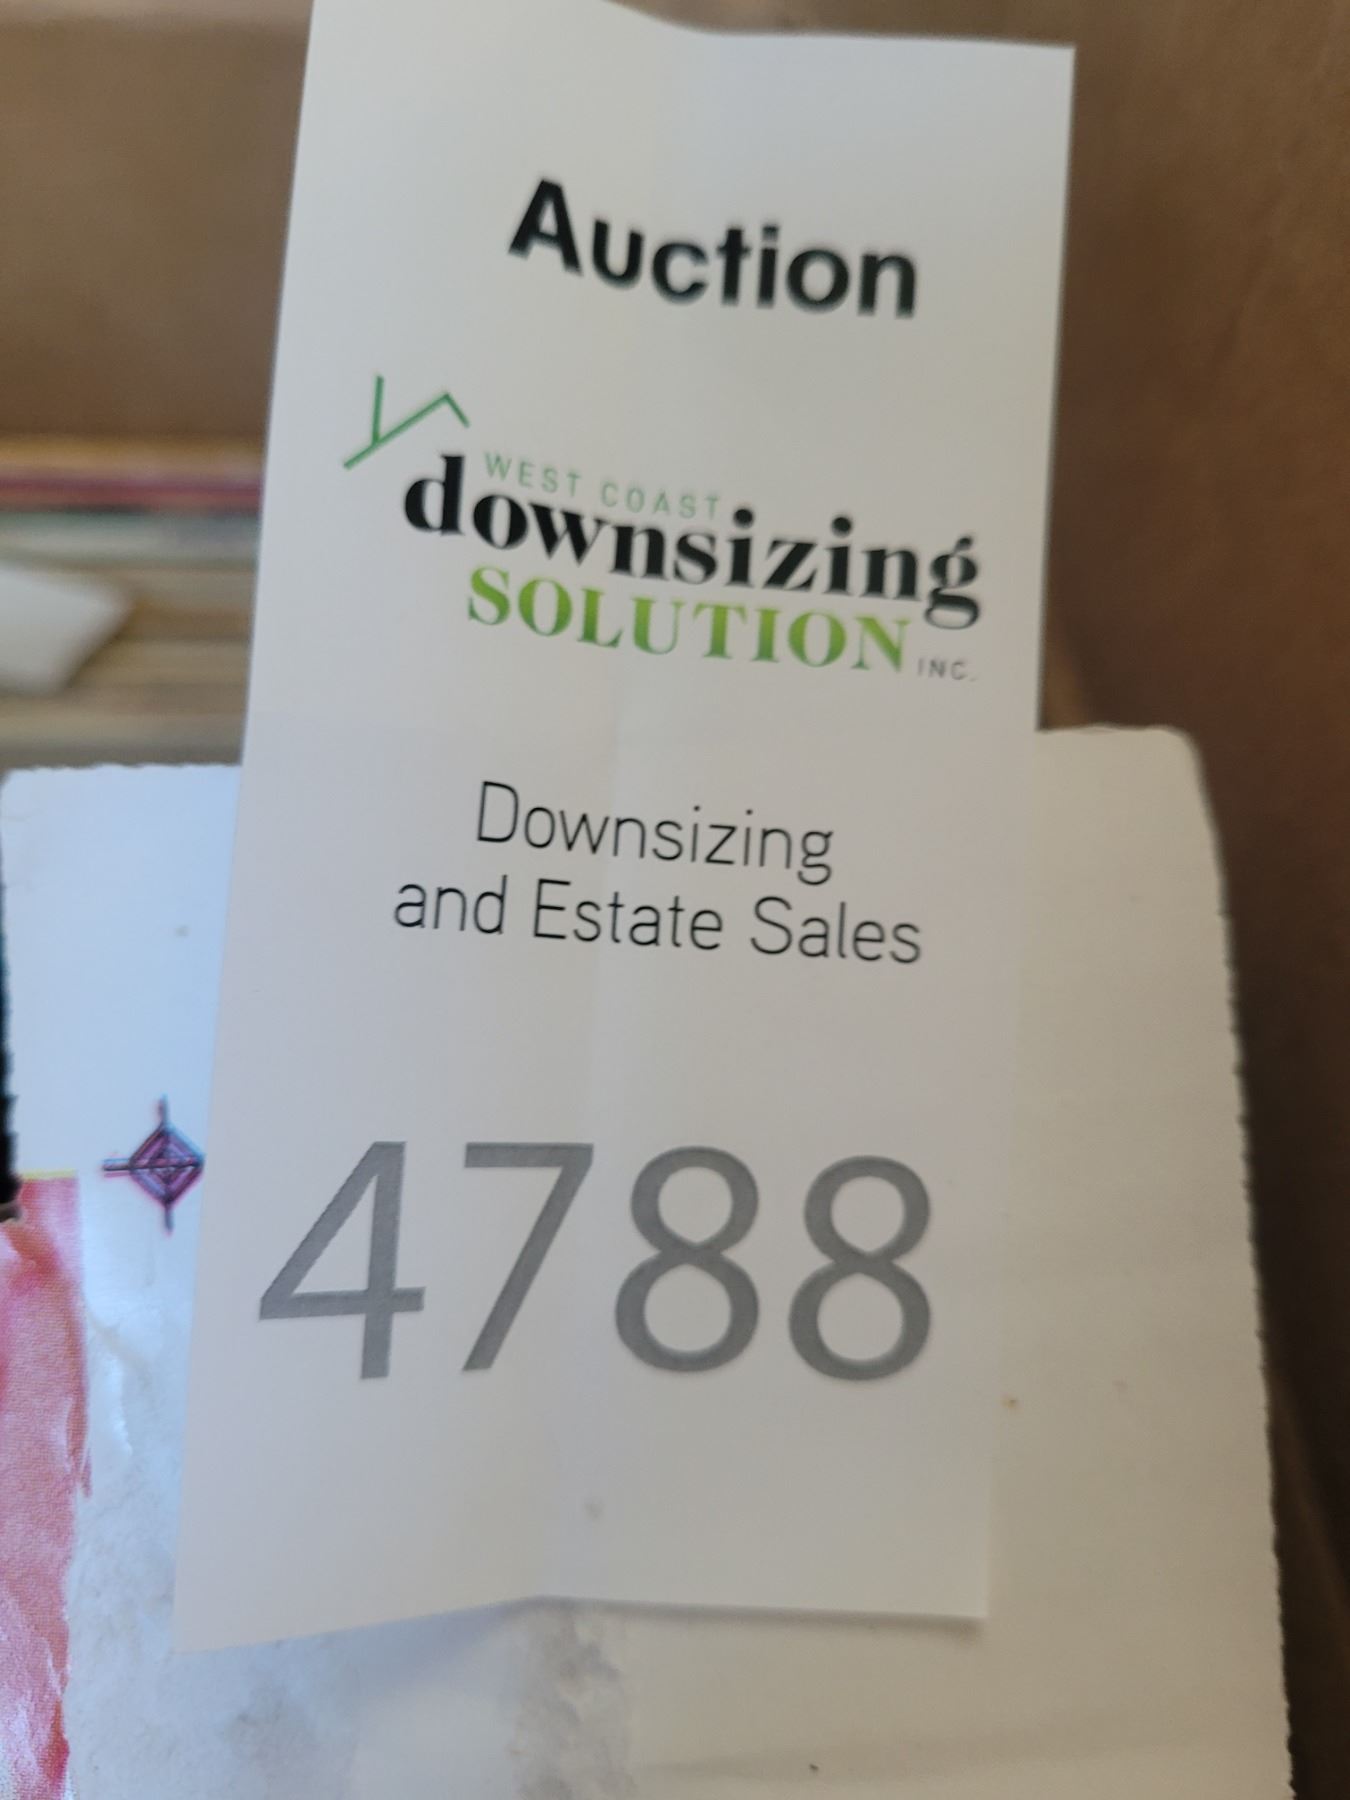 Auction
WEST COAST
downsizing
SOLUTION INC.
Downsizing
and Estate Sales
4788